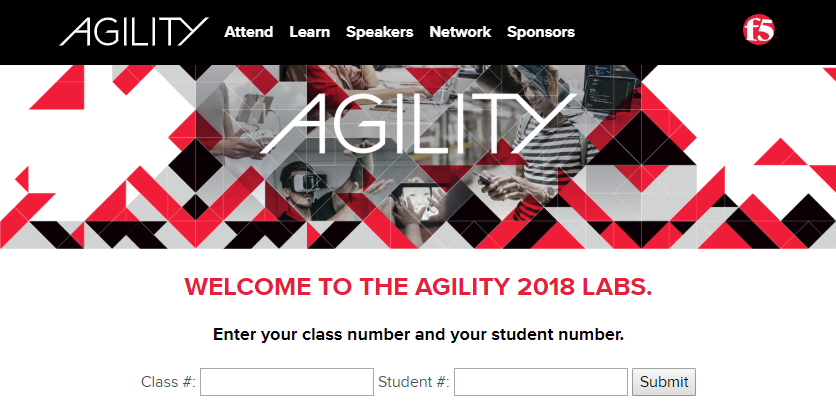 AGILITY Attend Learn Speakers Network Sponsors f5
AGILITY
WELCOME TO THE AGILITY 2018 LABS.
Enter your class number and your student number.
Class #: Student #: Submit